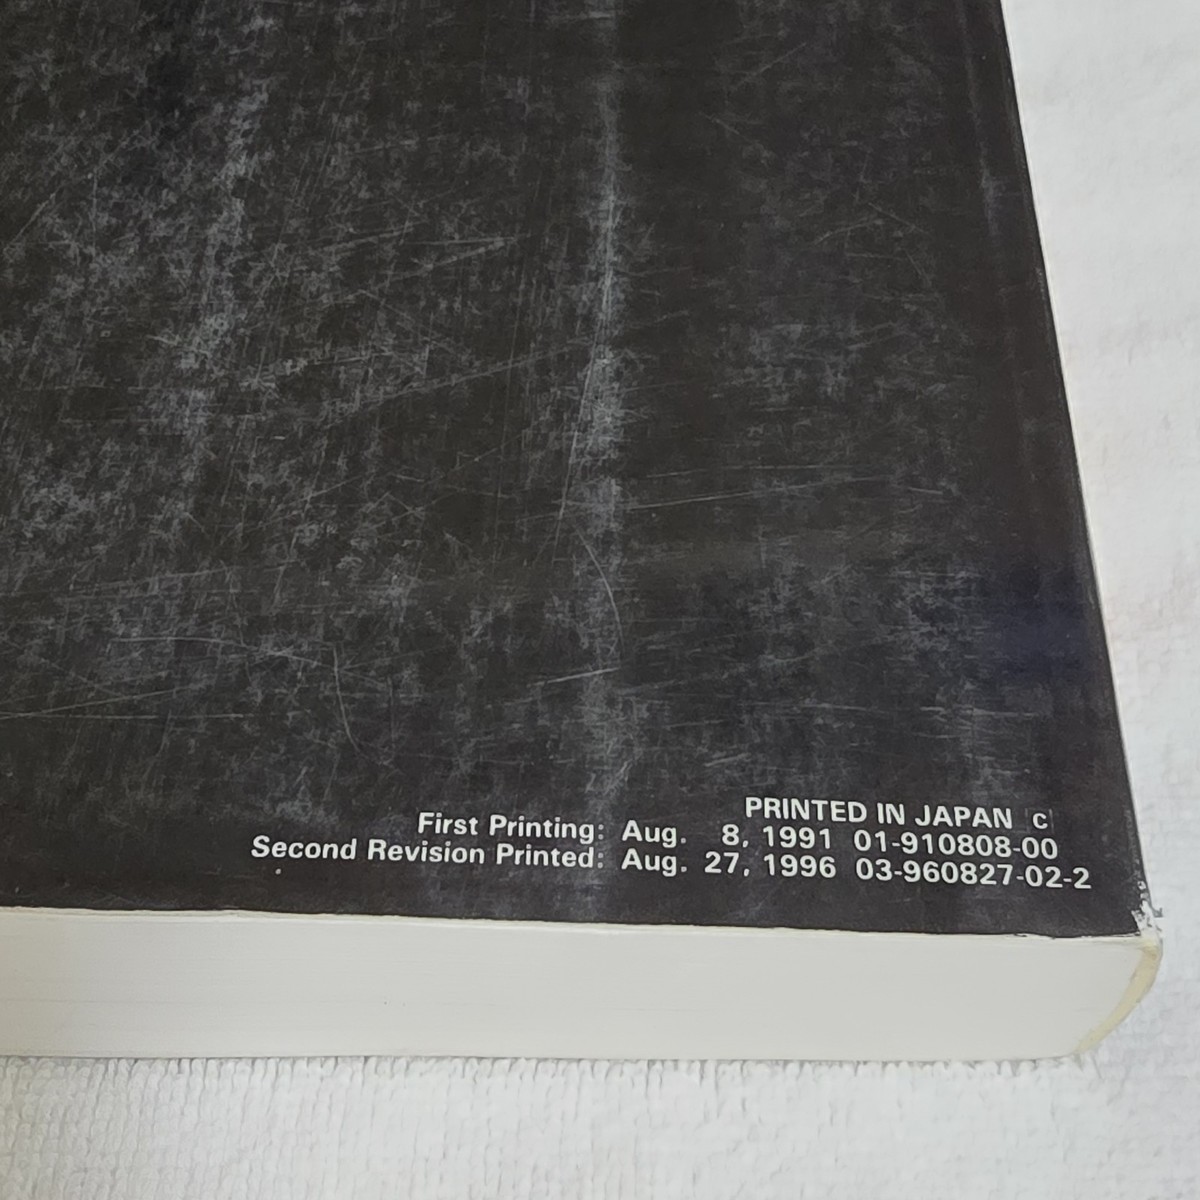 PRINTED IN JAPAN C
First Printing: Aug. 8, 1991 01-910808-00
Second Revision Printed: Aug. 27, 1996 03-960827-02-2